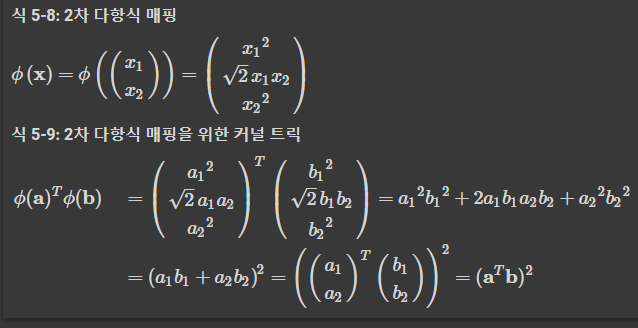 식 5-8: 2차 다항식 매핑
ϕ(x) = ϕ((x₁ x₂)) = (x₁² √2 x₁x₂ x₂²)
식 5-9: 2차 다항식 매핑을 위한 커널 트릭
ϕ(a)ᵀϕ(b) = (a₁² √2 a₁a₂ a₂²)ᵀ (b₁² √2 b₁b₂ b₂²) = a₁²b₁² + 2a₁b₁a₂b₂ + a₂²b₂²
= (a₁b₁ + a₂b₂)² = ((a₁ a₂)ᵀ (b₁ b₂))² = (aᵀb)²